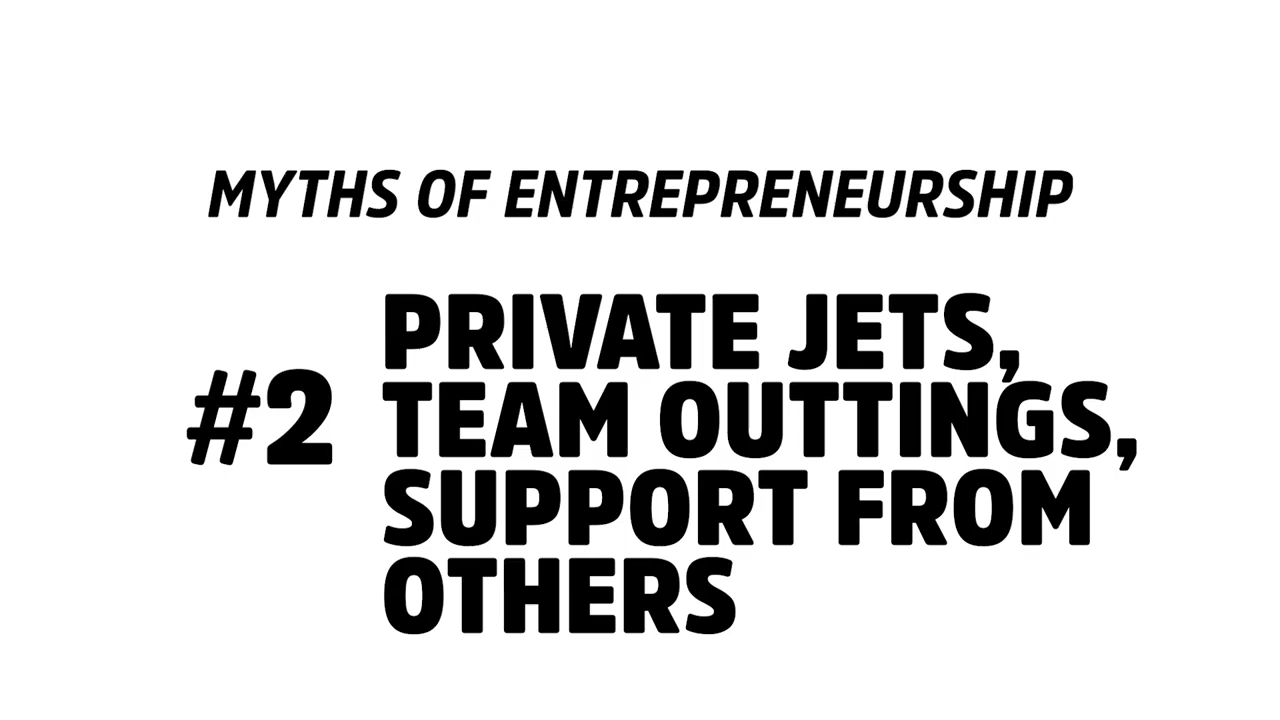 MYTHS OF ENTREPRENEURSHIP
#2
PRIVATE JETS,
TEAM OUTTINGS,
SUPPORT FROM
OTHERS